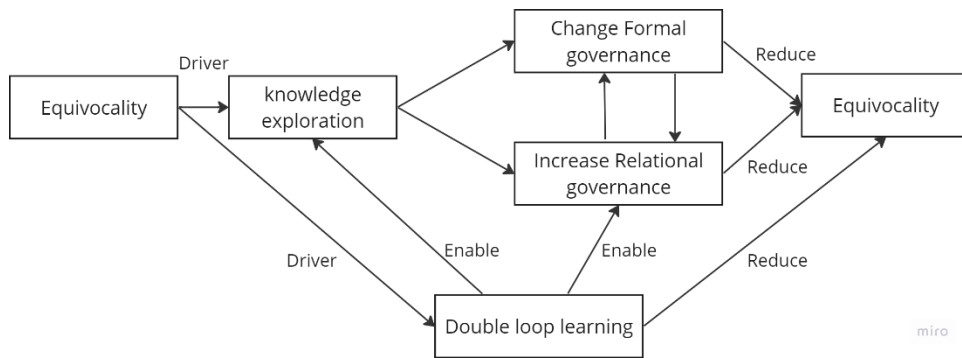 Change Formal
governance
Driver
Reduce
Equivocality
knowledge
exploration
Equivocality
Increase Relational
governance
Reduce
Driver
Enable
Enable
Reduce
Double loop learning
miro